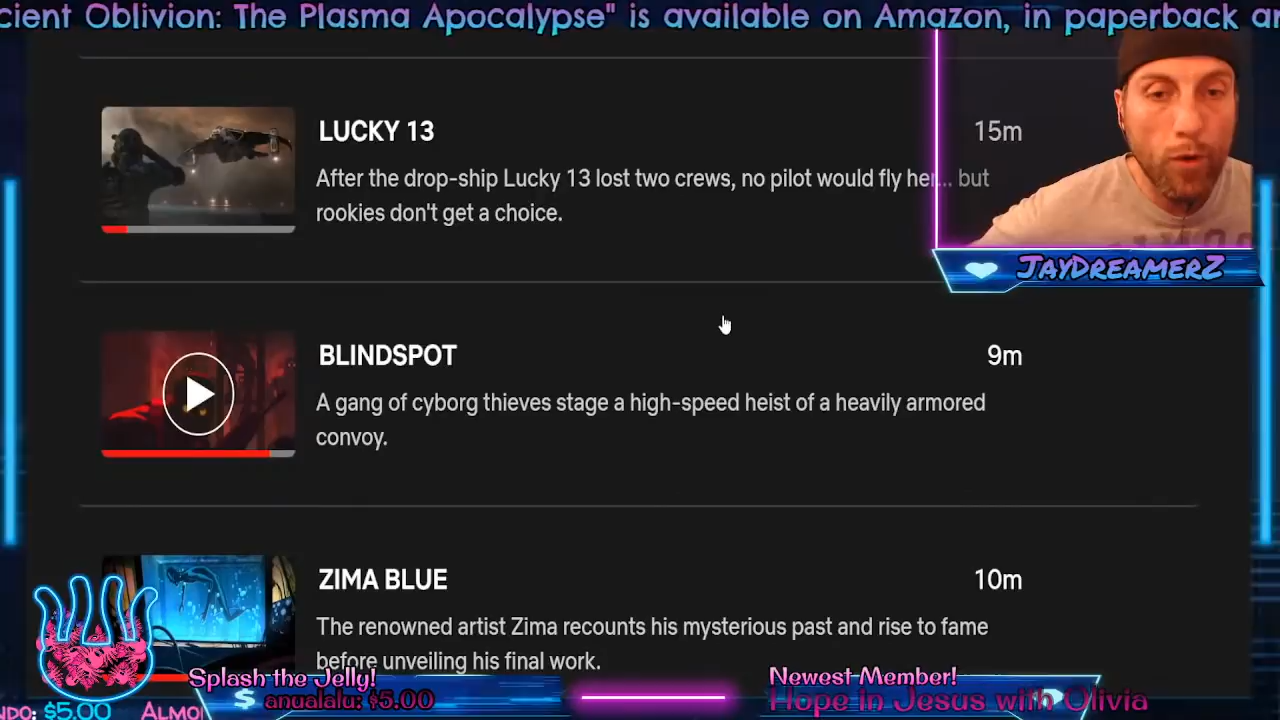 cient Oblivion: The Plasma Apocalypse" is available on Amazon, in paperback an
LUCKY 13
15m
After the drop-ship Lucky 13 lost two crews, no pilot would fly her... but
rookies don't get a choice.
JayDreamerZ
BLINDSPOT
9m
A gang of cyborg thieves stage a high-speed heist of a heavily armored
convoy.
ZIMA BLUE
10m
The renowned artist Zima recounts his mysterious past and rise to fame
before unveiling his final work.
Splash the Jelly!
$ anualalu: $5.00
Newest Member!
Hope in Jesus with Olivia
NDO: $5.00 ALMO